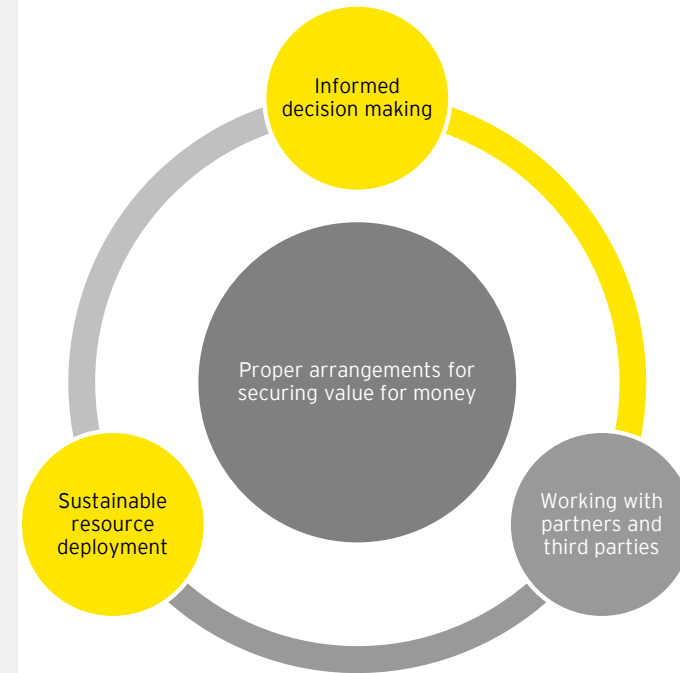 Informed
decision making
Proper arrangements for
securing value for money
Sustainable
resource
deployment
Working with
partners and
third parties